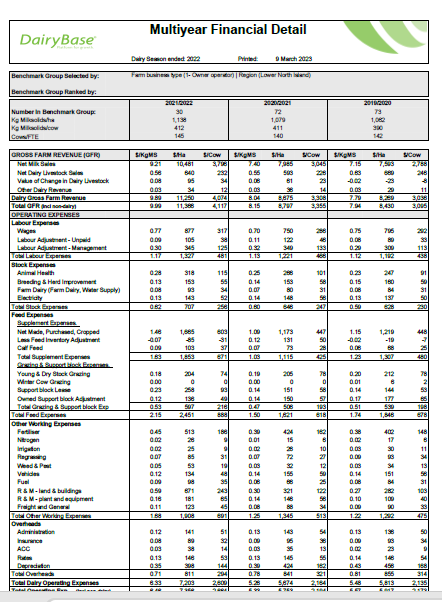 Multiyear Financial Detail
DairyBase
Dairy Season ended: 2022 Printed: 9 March 2023
Benchmark Group Selected by: Farm business type (1- Owner operator) | Region (Lower North Island)
Benchmark Group Ranked by:
2021/2022 2020/2021 2019/2020
Number in Benchmark Group: 30 72 73
Kg Milksolids/ha 1,138 1,079 1,062
Kg Milksolids/cow 412 411 390
Cows/FTE 145 140 142
GROSS FARM REVENUE (GFR) $/KgMS $/Ha $/Cow $/KgMS $/Ha $/Cow $/KgMS $/Ha $/Cow
Net Milk Sales 9.21 10,481 3,796 7.40 7,985 3,045 7.15 7,593 2,788
Net Dairy Livestock Sales 0.56 640 232 0.55 593 226 0.63 669 246
Value of Change in Dairy Livestock 0.08 95 34 0.06 61 23 -0.02 -23 -8
Other Dairy Revenue 0.03 34 12 0.03 36 14 0.03 29 11
Dairy Gross Farm Revenue 9.89 11,250 4,074 8.04 8,675 3,308 7.79 8,269 3,036
Total GFR (incl non-dairy) 9.99 11,366 4,117 8.15 8,797 3,355 7.94 8,430 3,095
OPERATING EXPENSES
Labour Expenses
Wages 0.77 877 317 0.70 750 286 0.75 795 292
Labour Adjustment - Unpaid 0.09 105 38 0.11 122 46 0.08 89 33
Labour Adjustment - Management 0.30 345 125 0.32 349 133 0.29 309 113
Total Labour Expenses 1.17 1,327 481 1.13 1,221 466 1.12 1,192 438
Stock Expenses
Animal Health 0.28 318 115 0.25 266 101 0.23 247 91
Breeding & Herd Improvement 0.13 153 55 0.14 153 58 0.15 160 59
Farm Dairy (Farm Dairy, Water Supply) 0.08 93 34 0.07 80 31 0.08 84 31
Electricity 0.13 143 52 0.14 148 56 0.13 137 50
Total Stock Expenses 0.62 707 256 0.60 646 247 0.59 628 230
Feed Expenses
Supplement Expenses
Net Made, Purchased, Cropped 1.46 1,665 603 1.09 1,173 447 1.15 1,219 448
Less Feed Inventory Adjustment -0.07 -85 -31 0.12 131 50 -0.02 -19 -7
Calf Feed 0.09 103 37 0.07 73 28 0.06 68 25
Total Supplement Expenses 1.63 1,853 671 1.03 1,115 425 1.23 1,307 480
Grazing & Support block Expenses
Young & Dry Stock Grazing 0.18 204 74 0.19 205 78 0.20 212 78
Winter Cow Grazing 0.00 0 0 0.00 0 0 0.01 6 2
Support block Lease 0.23 258 93 0.14 151 58 0.14 144 53
Owned Support block Adjustment 0.12 136 49 0.14 150 57 0.17 177 65
Total Grazing & Support block Exp 0.53 597 216 0.47 506 193 0.51 539 198
Total Feed Expenses 2.15 2,451 888 1.50 1,621 618 1.74 1,846 678
Other Working Expenses
Fertiliser 0.45 513 186 0.39 424 162 0.38 402 148
Nitrogen 0.02 26 9 0.01 15 6 0.02 17 6
Irrigation 0.02 25 9 0.02 26 10 0.03 30 11
Regrassing 0.07 85 31 0.07 72 27 0.09 93 34
Weed & Pest 0.05 53 19 0.03 32 12 0.03 34 13
Vehicles 0.12 134 48 0.14 155 59 0.14 151 56
Fuel 0.09 98 35 0.06 66 25 0.08 84 31
R & M - land & buildings 0.59 671 243 0.30 321 122 0.27 282 103
R & M - plant and equipment 0.16 181 65 0.14 146 56 0.10 109 40
Freight and General 0.11 123 45 0.08 88 34 0.09 90 33
Total Other Working Expenses 1.68 1,908 691 1.25 1,345 513 1.22 1,292 475
Overheads
Administration 0.12 141 51 0.13 143 54 0.13 136 50
Insurance 0.08 89 32 0.09 95 36 0.09 93 34
ACC 0.03 38 14 0.03 35 13 0.02 23 9
Rates 0.13 146 53 0.13 145 55 0.14 146 54
Depreciation 0.35 398 144 0.39 424 162 0.43 456 168
Total Overheads 0.71 811 294 0.78 841 321 0.81 855 314
Total Dairy Operating Expenses 6.33 7,203 2,609 5.26 5,674 2,164 5.48 5,813 2,135